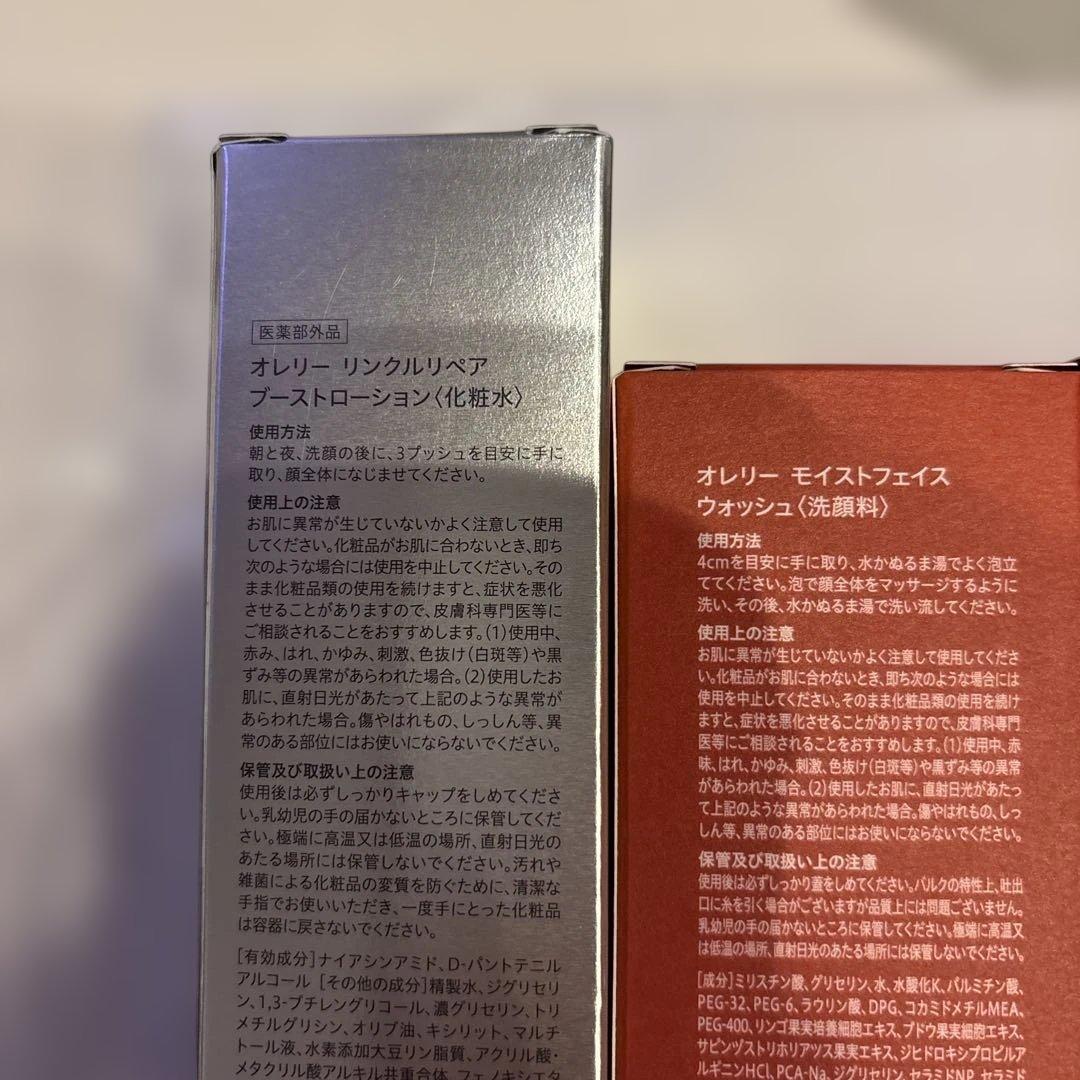 医薬部外品
オレリー リンクルリペア
ブーストローション〈化粧水〉
使用方法
朝と夜、洗顔の後に、3プッシュを目安に手に
取り、顔全体になじませてください。
使用上の注意
お肌に異常が生じていないかよく注意して使用
してください。化粧品がお肌に合わないとき、即ち
次のような場合には使用を中止してください。その
まま化粧品類の使用を続けますと、症状を悪化
させることがありますので、皮膚科専門医等に
ご相談されることをおすすめします。(1)使用中、
赤み、はれ、かゆみ、刺激、色抜け(白斑等)や黒
ずみ等の異常があらわれた場合。(2)使用したお
肌に、直射日光があたって上記のような異常が
あらわれた場合。傷やはれもの、しっしん等、異
常のある部位にはお使いにならないでください。
保管及び取扱い上の注意
使用後は必ずしっかりキャップをしめてくださ
い。乳幼児の手の届かないところに保管してくだ
さい。極端に高温又は低温の場所、直射日光の
あたる場所には保管しないでください。汚れや
雑菌による化粧品の変質を防ぐために、清潔な
手指でお使いいただき、一度手にとった化粧品
は容器に戻さないでください。
[有効成分]ナイアシンアミド、D-パントテニル
アルコール [その他の成分]精製水、ジグリセリ
ン、1,3-ブチレングリコール、濃グリセリン、トリ
メチルグリシン、オリブ油、キシリット、マルチ
トール液、水素添加大豆リン脂質、アクリル酸・
メタクリル酸アルキル共重合体、フェノキシエタ
オレリー モイストフェイス
ウォッシュ〈洗顔料〉
使用方法
4cmを目安に手に取り、水かぬるま湯でよく泡立
ててください。泡で顔全体をマッサージするように
洗い、その後、水かぬるま湯で洗い流してください。
使用上の注意
お肌に異常が生じていないかよく注意して使用してくださ
い。化粧品がお肌に合わないとき、即ち次のような場合には
使用を中止してください。そのまま化粧品類の使用を続け
ますと、症状を悪化させることがありますので、皮膚科専門
医等にご相談されることをおすすめします。(1)使用中、赤
味、はれ、かゆみ、刺激、色抜け(白斑等)や黒ずみ等の異常
があらわれた場合。(2)使用したお肌に、直射日光があたっ
て上記のような異常があらわれた場合。傷やはれもの、しっ
しん等、異常のある部位にはお使いにならないでください。
保管及び取扱い上の注意
使用後は必ずしっかり蓋をしめてください。バルクの特性上、吐出
口に糸を引く場合がございますが品質上には問題ございません。
乳幼児の手の届かないところに保管してください。極端に高温又
は低温の場所、直射日光のあたる場所には保管しないでください。
[成分]ミリスチン酸、グリセリン、水、水酸化K、パルミチン酸、
PEG-32、PEG-6、ラウリン酸、DPG、コカミドメチルMEA、
PEG-400、リンゴ果実培養細胞エキス、ブドウ果実細胞エキス、
サピンヅストリホリアツス果実エキス、ジヒドロキシプロピルア
ルギニンHCl、PCA-Na、ジグリセリン、セラミドNP、セラミド